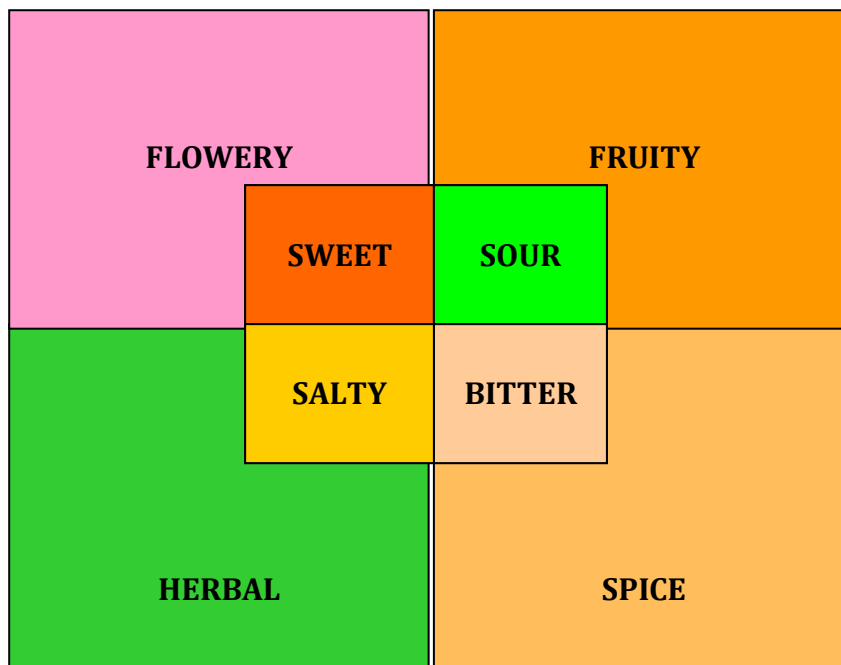 FLOWERY
FRUITY
SWEET
SOUR
SALTY
BITTER
HERBAL
SPICE